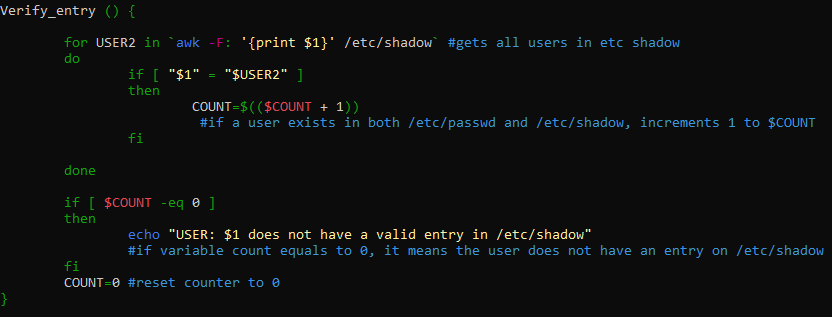 Verify_entry () {
for USER2 in `awk -F: '{print $1}' /etc/shadow` #gets all users in etc shadow
do
if [ "$1" = "$USER2" ]
then
COUNT=$(($COUNT + 1))
#if a user exists in both /etc/passwd and /etc/shadow, increments 1 to $COUNT
fi
done
if [ $COUNT -eq 0 ]
then
echo "USER: $1 does not have a valid entry in /etc/shadow"
#if variable count equals to 0, it means the user does not have an entry on /etc/shadow
fi
COUNT=0 #reset counter to 0
}